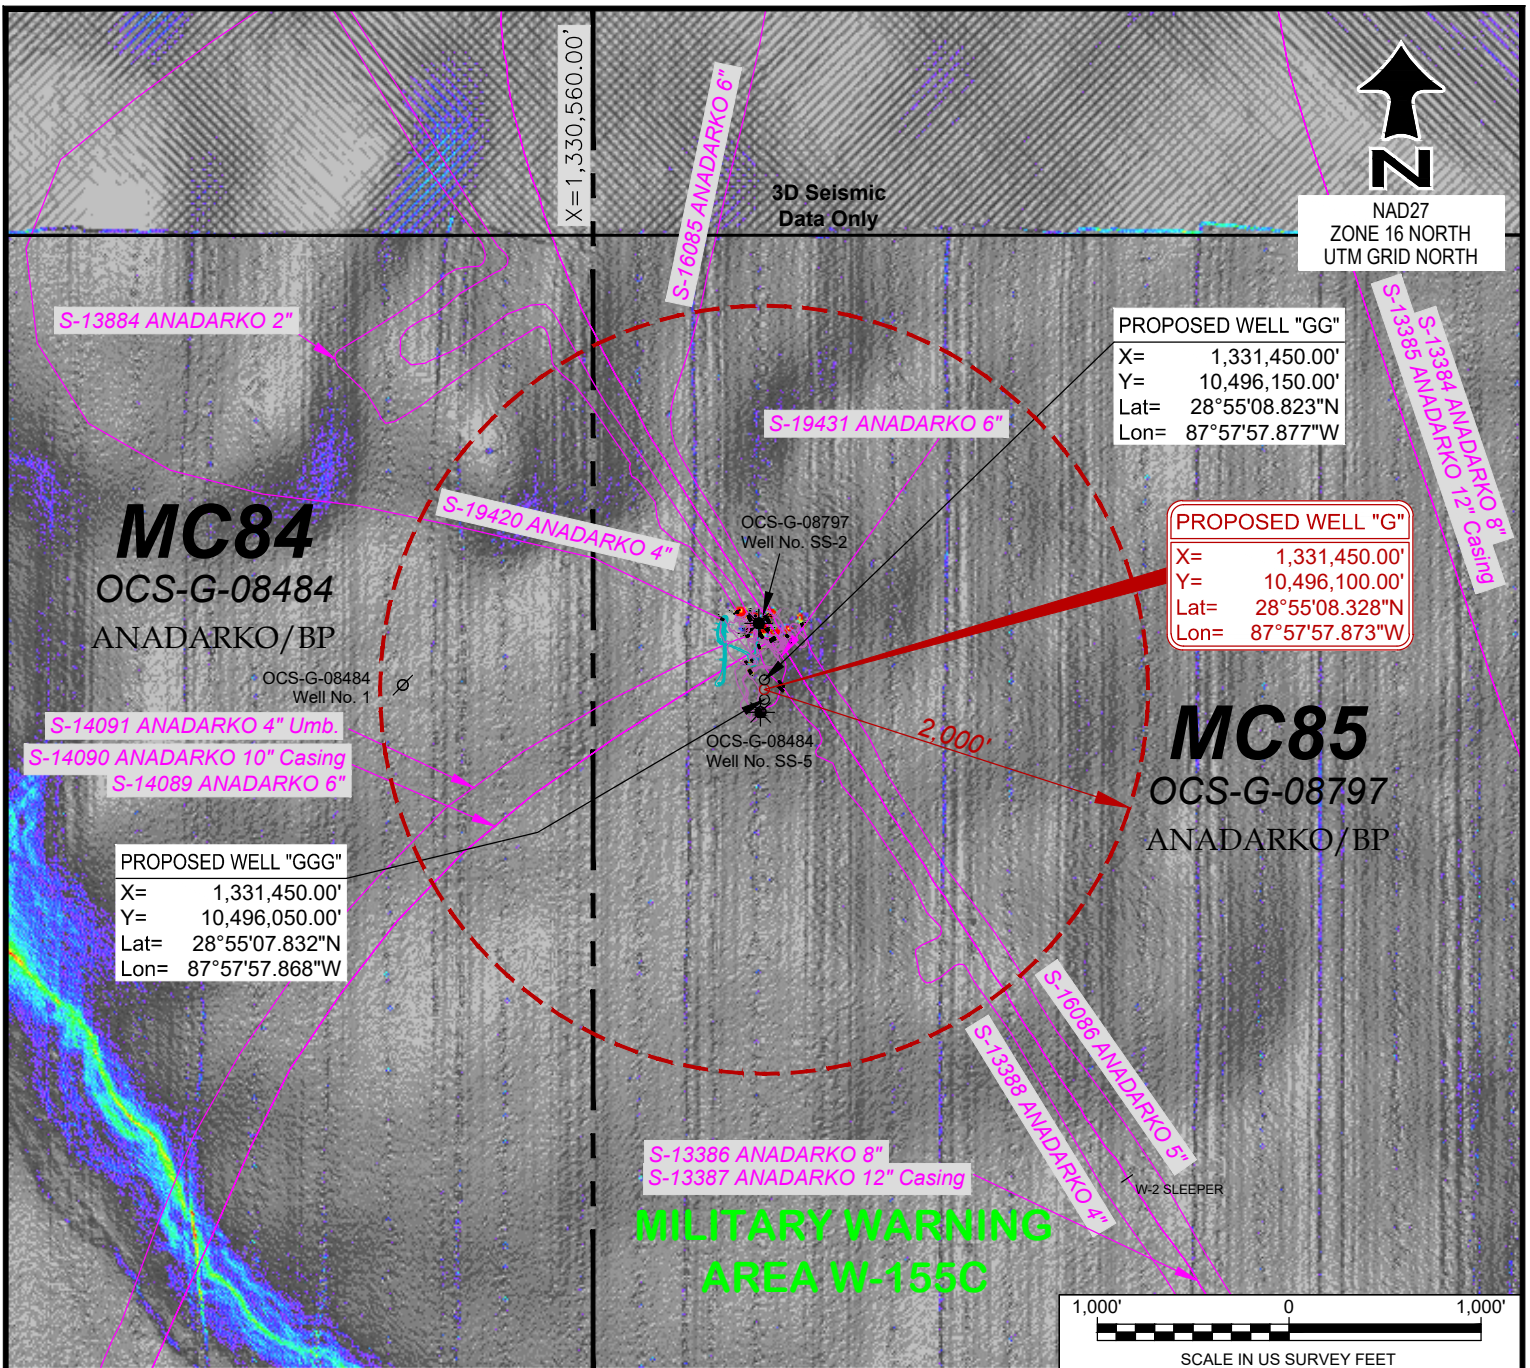 X=1,330,560.00'
S-16085 ANADARKO 6"
3D Seismic
Data Only
N
NAD27
ZONE 16 NORTH
UTM GRID NORTH
S-13884 ANADARKO 2"
S-13384 ANADARKO 8"
S-13385 ANADARKO 12" Casing
PROPOSED WELL "GG"
X= 1,331,450.00'
Y= 10,496,150.00'
Lat= 28°55'08.823"N
Lon= 87°57'57.877"W
S-19431 ANADARKO 6"
S-19420 ANADARKO 4"
OCS-G-08797
Well No. SS-2
MC84
OCS-G-08484
ANADARKO/BP
PROPOSED WELL "G"
X= 1,331,450.00'
Y= 10,496,100.00'
Lat= 28°55'08.328"N
Lon= 87°57'57.873"W
OCS-G-08484
Well No. 1
S-14091 ANADARKO 4" Umb.
S-14090 ANADARKO 10" Casing
S-14089 ANADARKO 6"
OCS-G-08484
Well No. SS-5
2,000'
MC85
OCS-G-08797
ANADARKO/BP
PROPOSED WELL "GGG"
X= 1,331,450.00'
Y= 10,496,050.00'
Lat= 28°55'07.832"N
Lon= 87°57'57.868"W
S-16086 ANADARKO 5"
S-13388 ANADARKO 4"
S-13386 ANADARKO 8"
S-13387 ANADARKO 12" Casing
W-2 SLEEPER
MILITARY WARNING
AREA W-155C
1,000' 0 1,000'
SCALE IN US SURVEY FEET